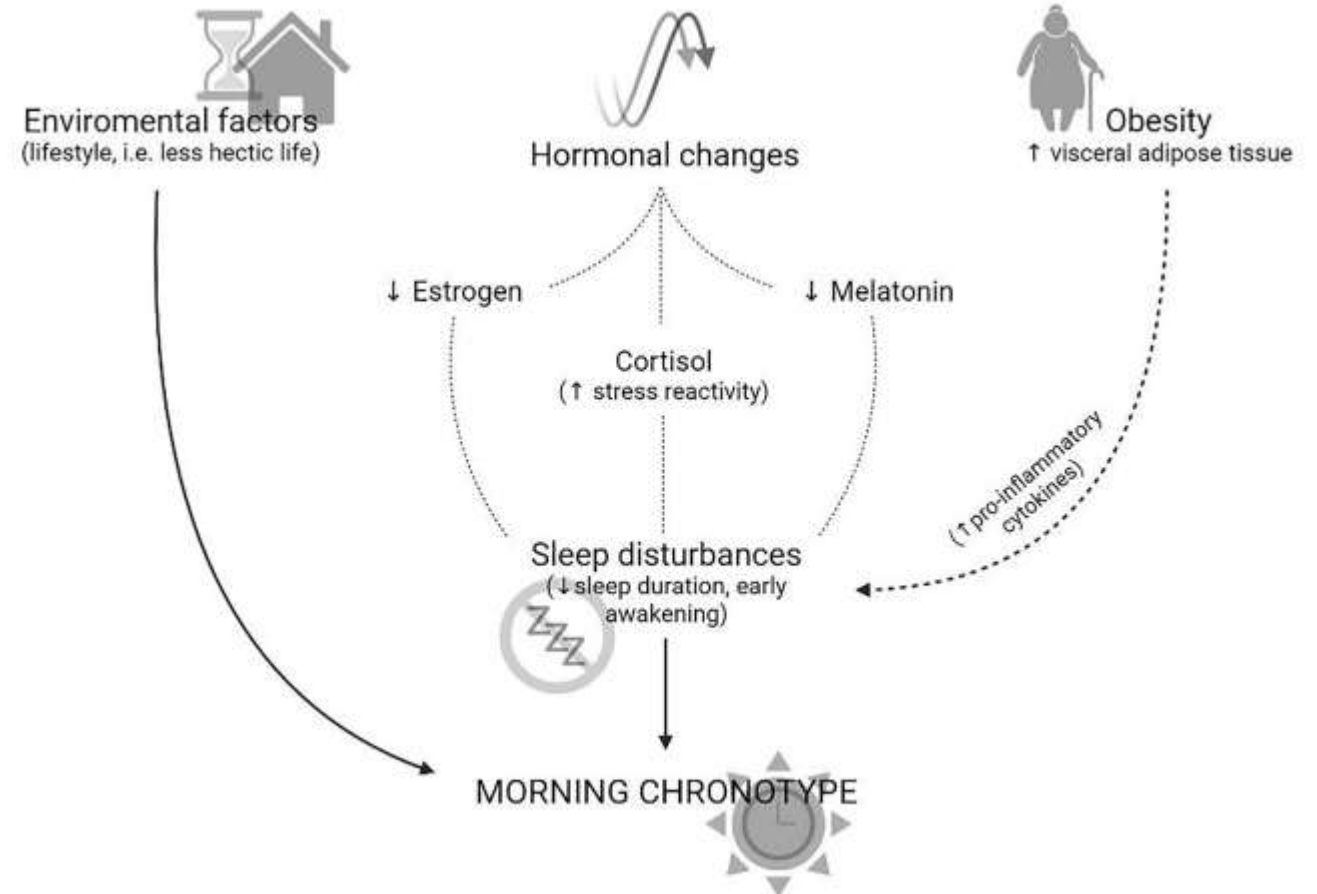 Enviromental factors
(lifestyle, i.e. less hectic life)
Hormonal changes
Obesity
↑ visceral adipose tissue
↓ Estrogen
↓ Melatonin
Cortisol
(↑ stress reactivity)
(↑ pro-inflammatory
cytokines)
Sleep disturbances
(↓sleep duration, early
awakening)
ZZZ
MORNING CHRONOTYPE